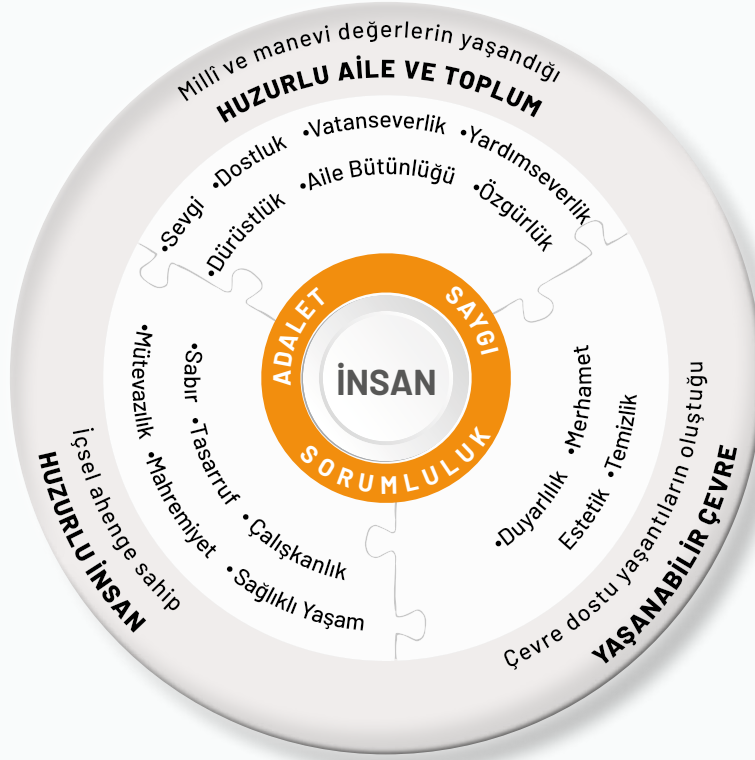 Millî ve manevi değerlerin yaşandığı
HUZURLU AİLE VE TOPLUM
•Sevgi •Dostluk •Vatanseverlik •Yardımseverlik
•Dürüstlük •Aile Bütünlüğü •Özgürlük
ADALET
SAYGI
SORUMLULUK
İNSAN
•Mütevazılık •Mahremiyet •Sağlıklı Yaşam
•Sabır •Tasarruf •Çalışkanlık
İçsel ahenge sahip
HUZURLU İNSAN
•Duyarlılık •Merhamet
Estetik •Temizlik
Çevre dostu yaşantıların oluştuğu
YAŞANABİLİR ÇEVRE